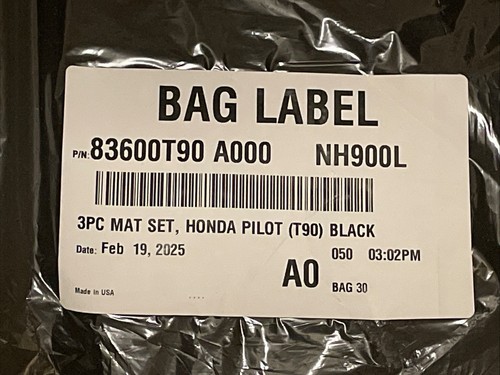 BAG LABEL
P/N: 83600T90 A000 NH900L
3PC MAT SET, HONDA PILOT (T90) BLACK
Date: Feb 19, 2025 050 03:02PM
A0 BAG 30
Made in USA